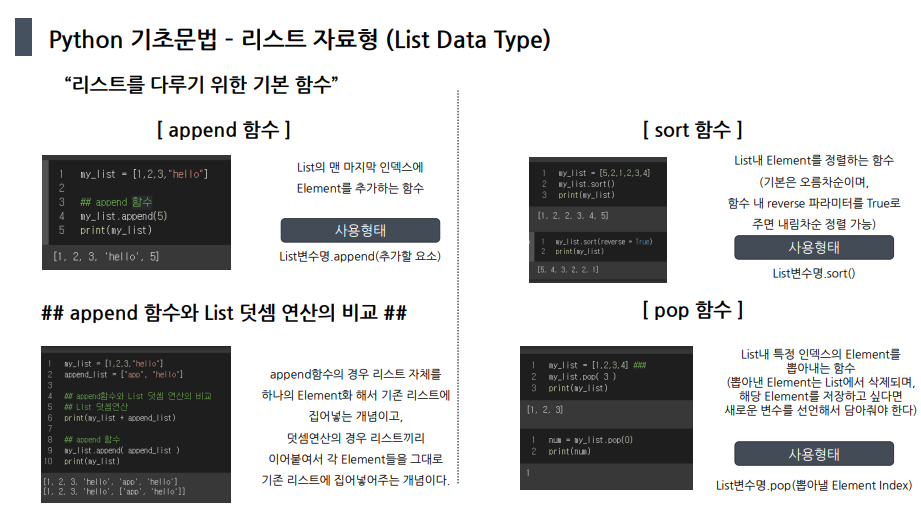 Python 기초문법 - 리스트 자료형 (List Data Type)
“리스트를 다루기 위한 기본 함수”
[ append 함수 ]
1 my_list = [1,2,3,"hello"]
2
3 ## append 함수
4 my_list.append(5)
5 print(my_list)
[1, 2, 3, 'hello', 5]
List의 맨 마지막 인덱스에
Element를 추가하는 함수
사용형태
List변수명.append(추가할 요소)
## append 함수와 List 덧셈 연산의 비교 ##
1 my_list = [1,2,3,"hello"]
2 append_list = ["app", "hello"]
3
4 ## append함수와 List 덧셈 연산의 비교
5 ## List 덧셈연산
6 print(my_list + append_list)
7
8 ## append 함수
9 my_list.append( append_list )
10 print(my_list)
[1, 2, 3, 'hello', 'app', 'hello']
[1, 2, 3, 'hello', ['app', 'hello']]
append함수의 경우 리스트 자체를
하나의 Element화 해서 기존 리스트에
집어넣는 개념이고,
덧셈연산의 경우 리스트끼리
이어붙여서 각 Element들을 그대로
기존 리스트에 집어넣어주는 개념이다.
[ sort 함수 ]
1 my_list = [5,2,1,2,3,4]
2 my_list.sort()
3 print(my_list)
[1, 2, 2, 3, 4, 5]
1 my_list.sort(reverse = True)
2 print(my_list)
[5, 4, 3, 2, 2, 1]
List내 Element를 정렬하는 함수
(기본은 오름차순이며,
함수 내 reverse 파라미터를 True로
주면 내림차순 정렬 가능)
사용형태
List변수명.sort()
[ pop 함수 ]
1 my_list = [1,2,3,4] ###
2 my_list.pop( 3 )
3 print(my_list)
[1, 2, 3]
1 num = my_list.pop(0)
2 print(num)
1
List내 특정 인덱스의 Element를
뽑아내는 함수
(뽑아낸 Element는 List에서 삭제되며,
해당 Element를 저장하고 싶다면
새로운 변수를 선언해서 담아줘야 한다)
사용형태
List변수명.pop(뽑아낼 Element Index)